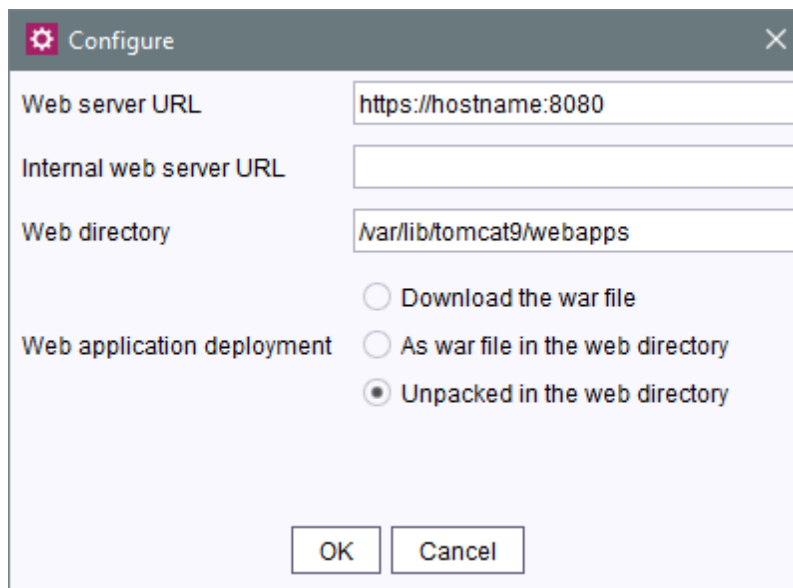 Configure
Web server URL https://hostname:8080
Internal web server URL
Web directory /var/lib/tomcat9/webapps
Download the war file
Web application deployment As war file in the web directory
Unpacked in the web directory
OK Cancel